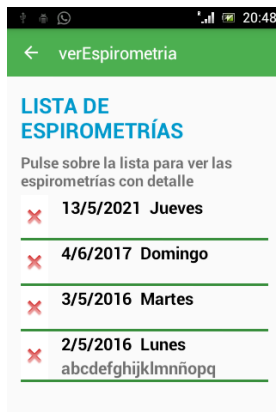 20:48
verEspirometria
LISTA DE
ESPIROMETRÍAS
Pulse sobre la lista para ver las
espirometrías con detalle
13/5/2021 Jueves
4/6/2017 Domingo
3/5/2016 Martes
2/5/2016 Lunes
abcdefghijklmnñopq